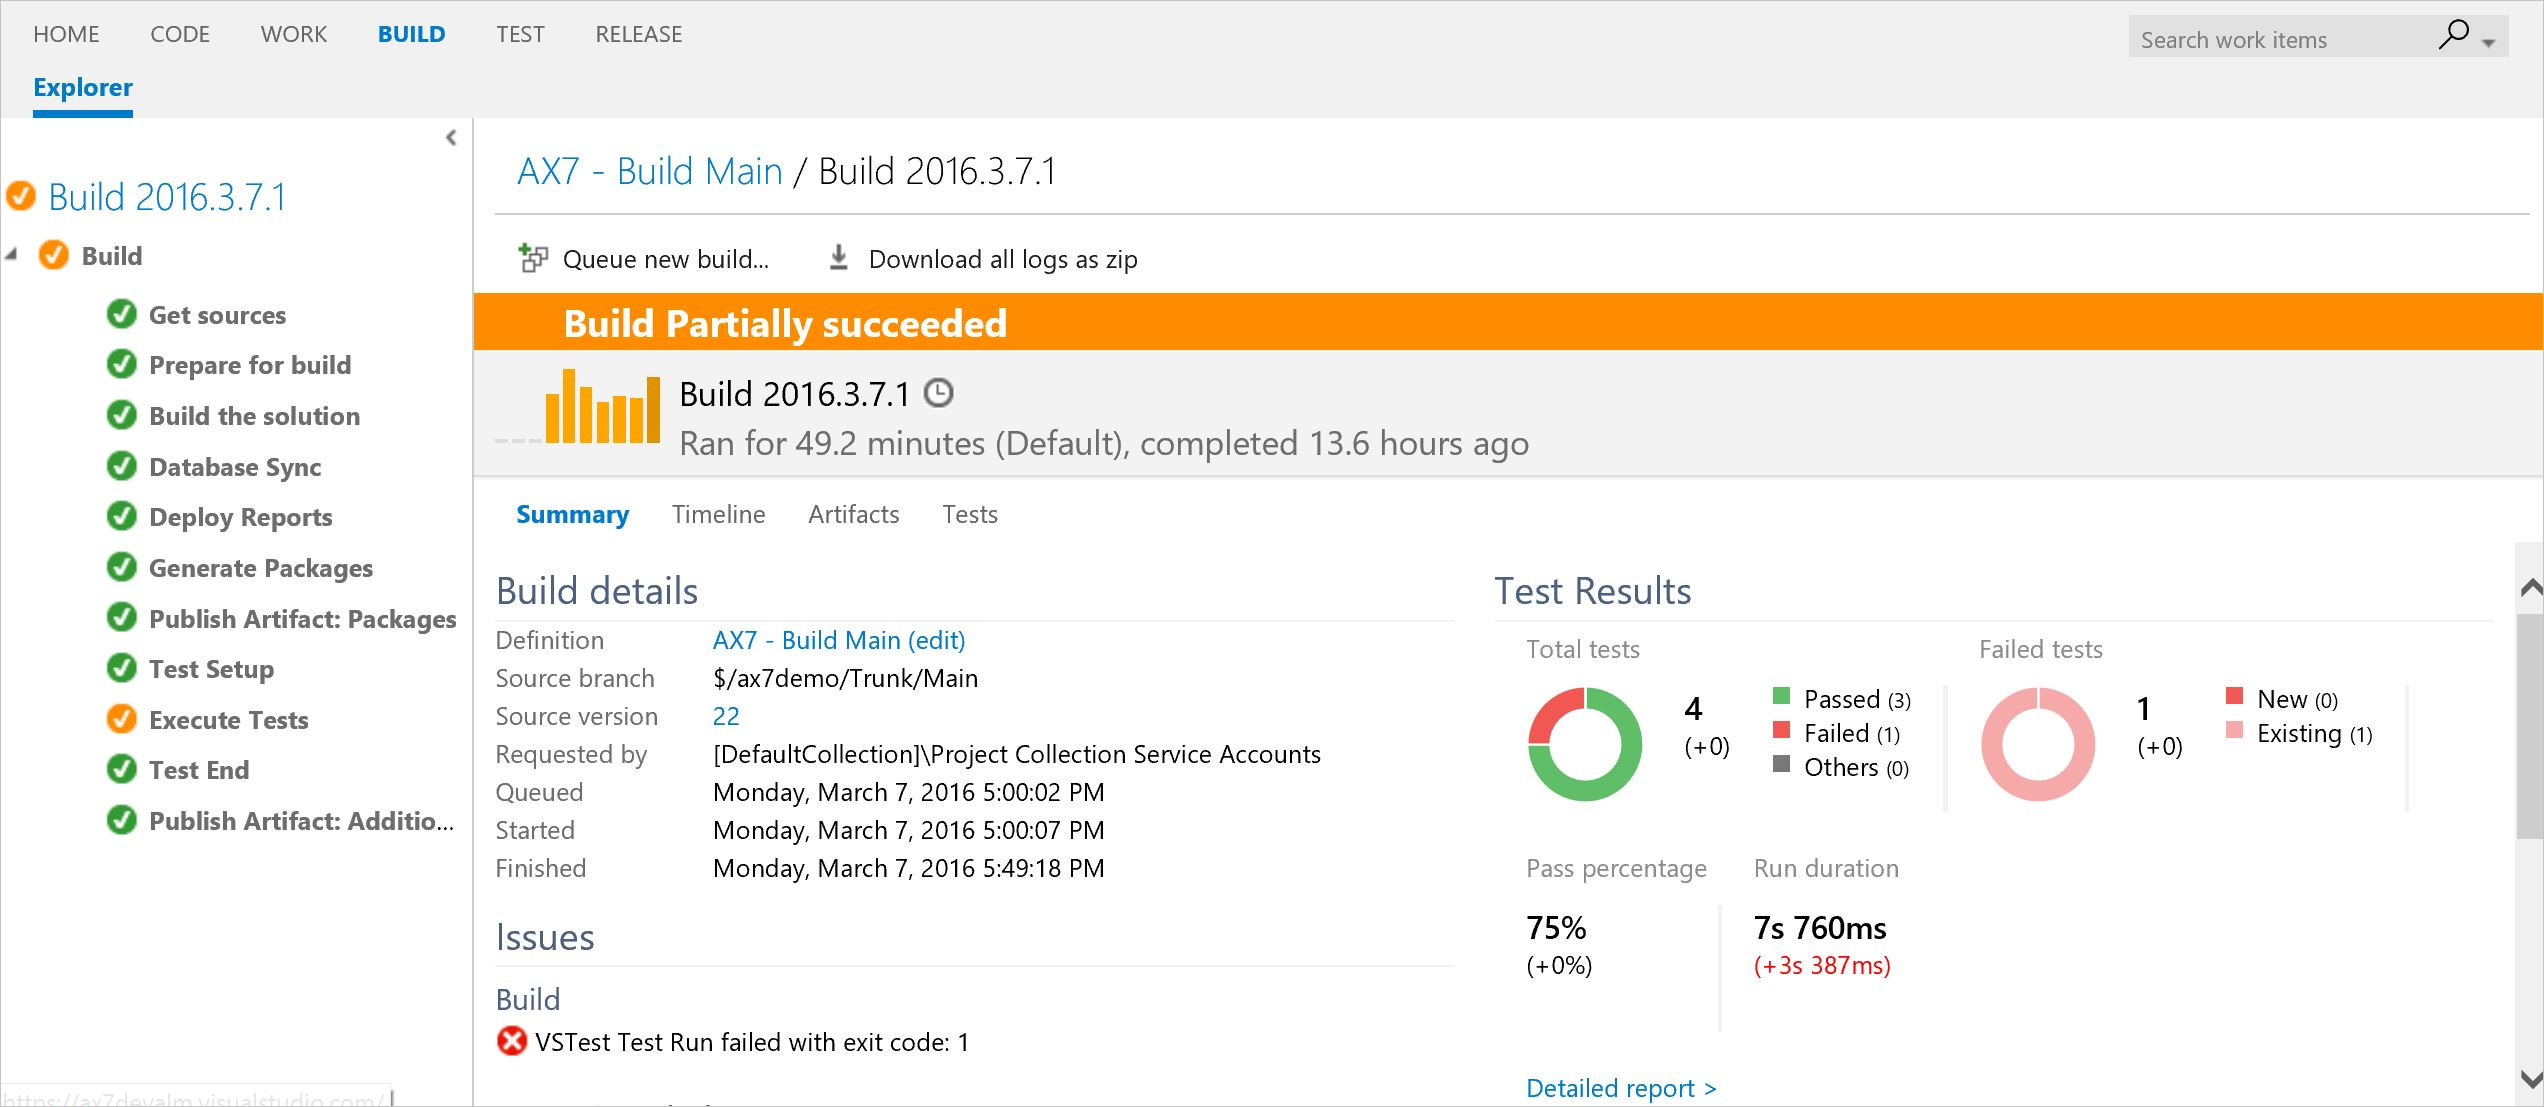 HOME CODE WORK BUILD TEST RELEASE
Search work items
Explorer
Build 2016.3.7.1
Build
Get sources
Prepare for build
Build the solution
Database Sync
Deploy Reports
Generate Packages
Publish Artifact: Packages
Test Setup
Execute Tests
Test End
Publish Artifact: Additio...
https://ax7devalm.visualstudio.com/
AX7 - Build Main / Build 2016.3.7.1
Queue new build... Download all logs as zip
Build Partially succeeded
Build 2016.3.7.1
Ran for 49.2 minutes (Default), completed 13.6 hours ago
Summary Timeline Artifacts Tests
Build details
Definition AX7 - Build Main (edit)
Source branch $/ax7demo/Trunk/Main
Source version 22
Requested by [DefaultCollection]\Project Collection Service Accounts
Queued Monday, March 7, 2016 5:00:02 PM
Started Monday, March 7, 2016 5:00:07 PM
Finished Monday, March 7, 2016 5:49:18 PM
Issues
Build
VSTest Test Run failed with exit code: 1
Test Results
Total tests
4
(+0)
Passed (3)
Failed (1)
Others (0)
Failed tests
1
(+0)
New (0)
Existing (1)
Pass percentage
75%
(+0%)
Run duration
7s 760ms
(+3s 387ms)
Detailed report >